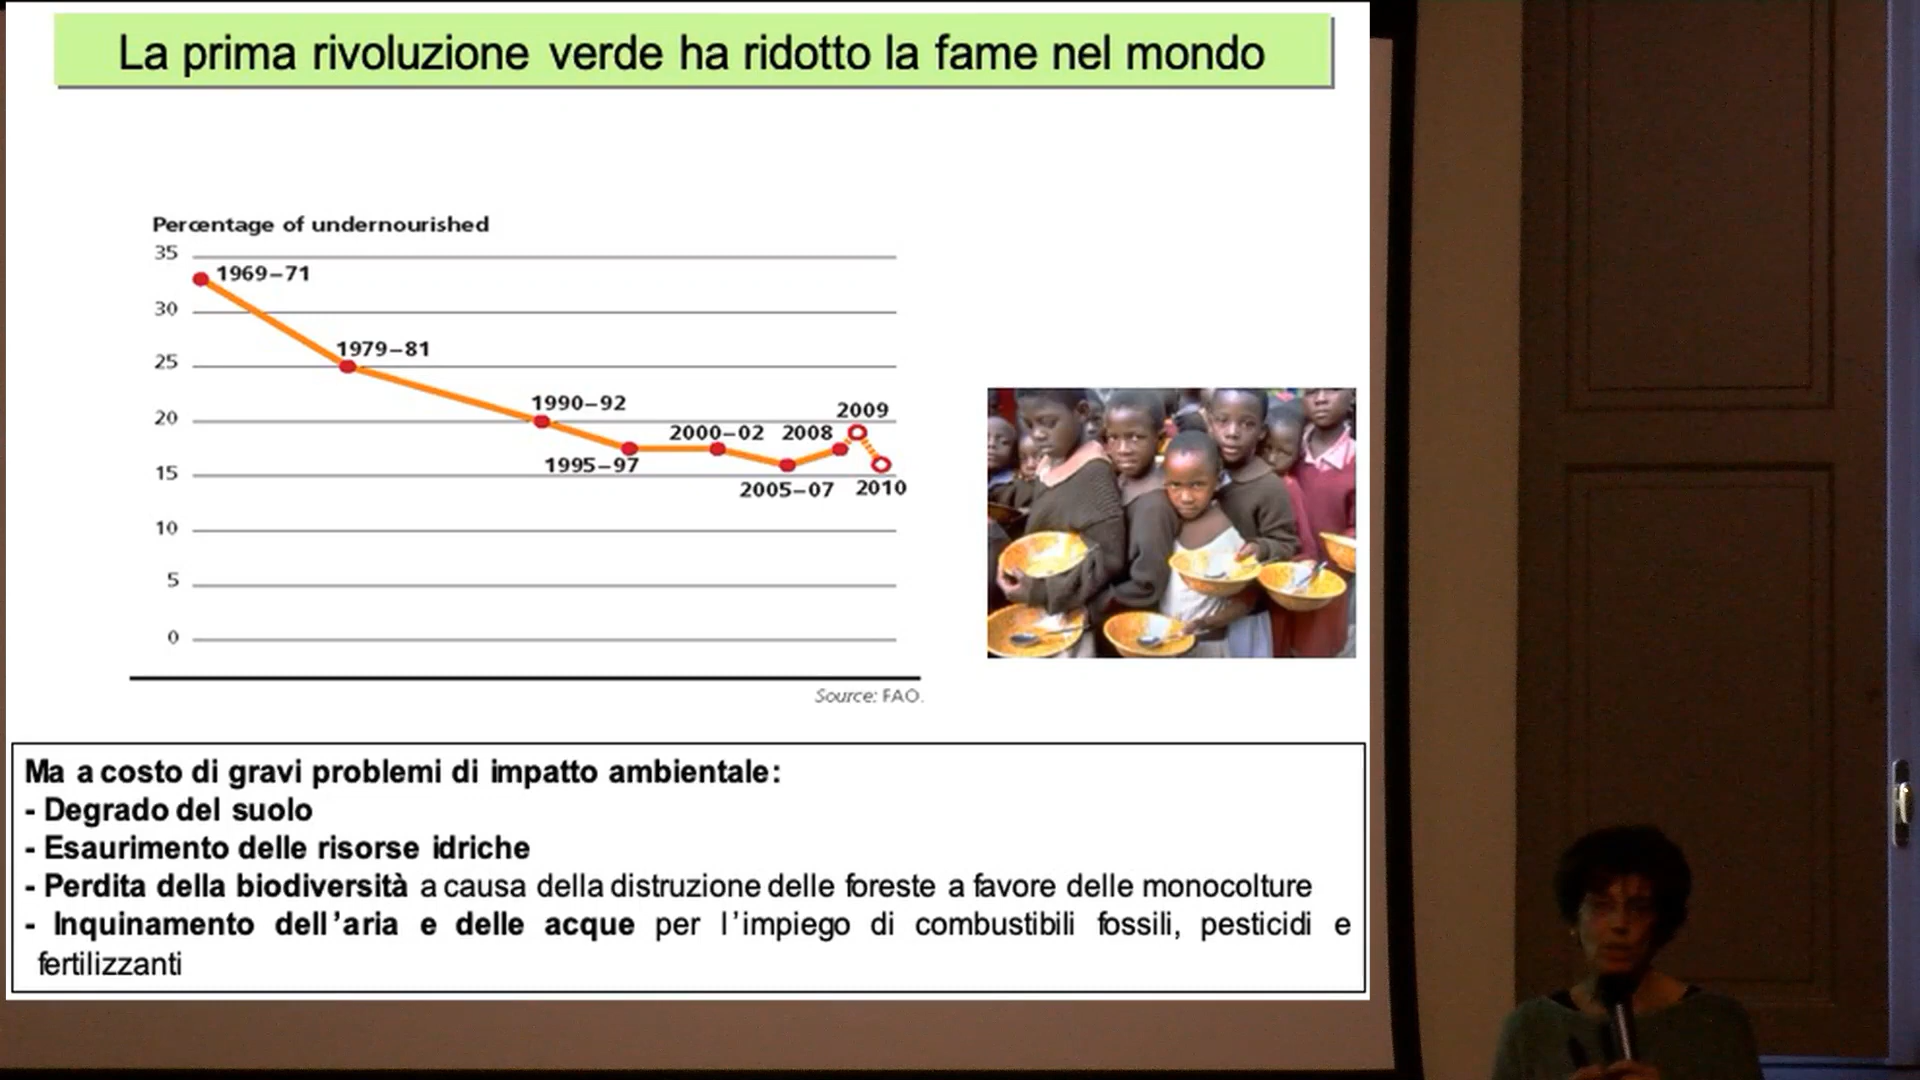 La prima rivoluzione verde ha ridotto la fame nel mondo
Percentage of undernourished
35
1969–71
30
1979–81
25
1990–92
2009
20
2000–02
2008
1995–97
15
2005–07
2010
10
5
0
Source: FAO.
Ma a costo di gravi problemi di impatto ambientale:
- Degrado del suolo
- Esaurimento delle risorse idriche
- Perdita della biodiversità a causa della distruzione delle foreste a favore delle monocolture
- Inquinamento dell'aria e delle acque per l'impiego di combustibili fossili, pesticidi e
fertilizzanti